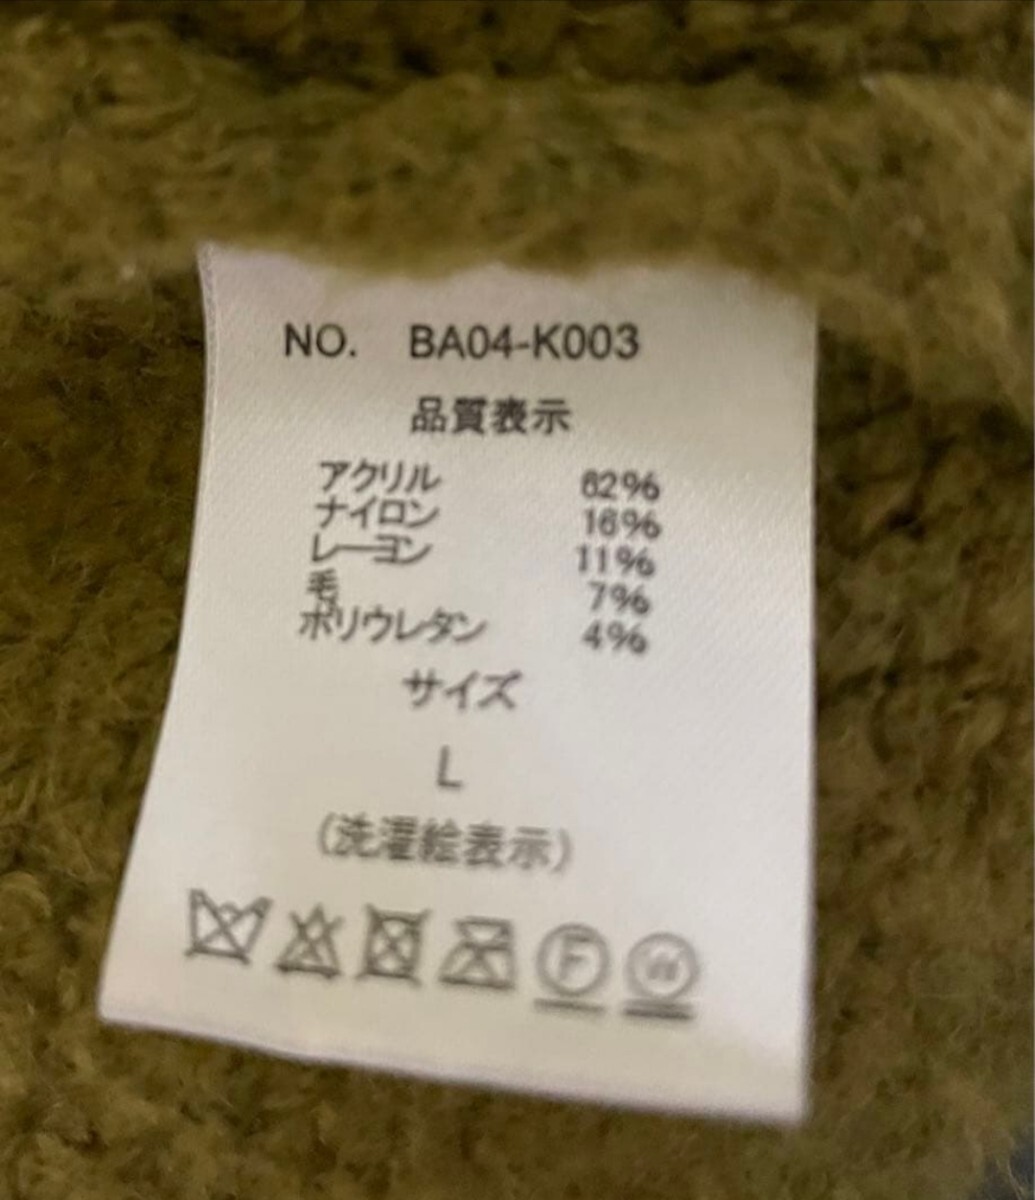 NO. BA04-K003
品質表示
アクリル 62%
ナイロン 16%
レーヨン 11%
毛 7%
ポリウレタン 4%
サイズ
L
(洗濯絵表示)
F W